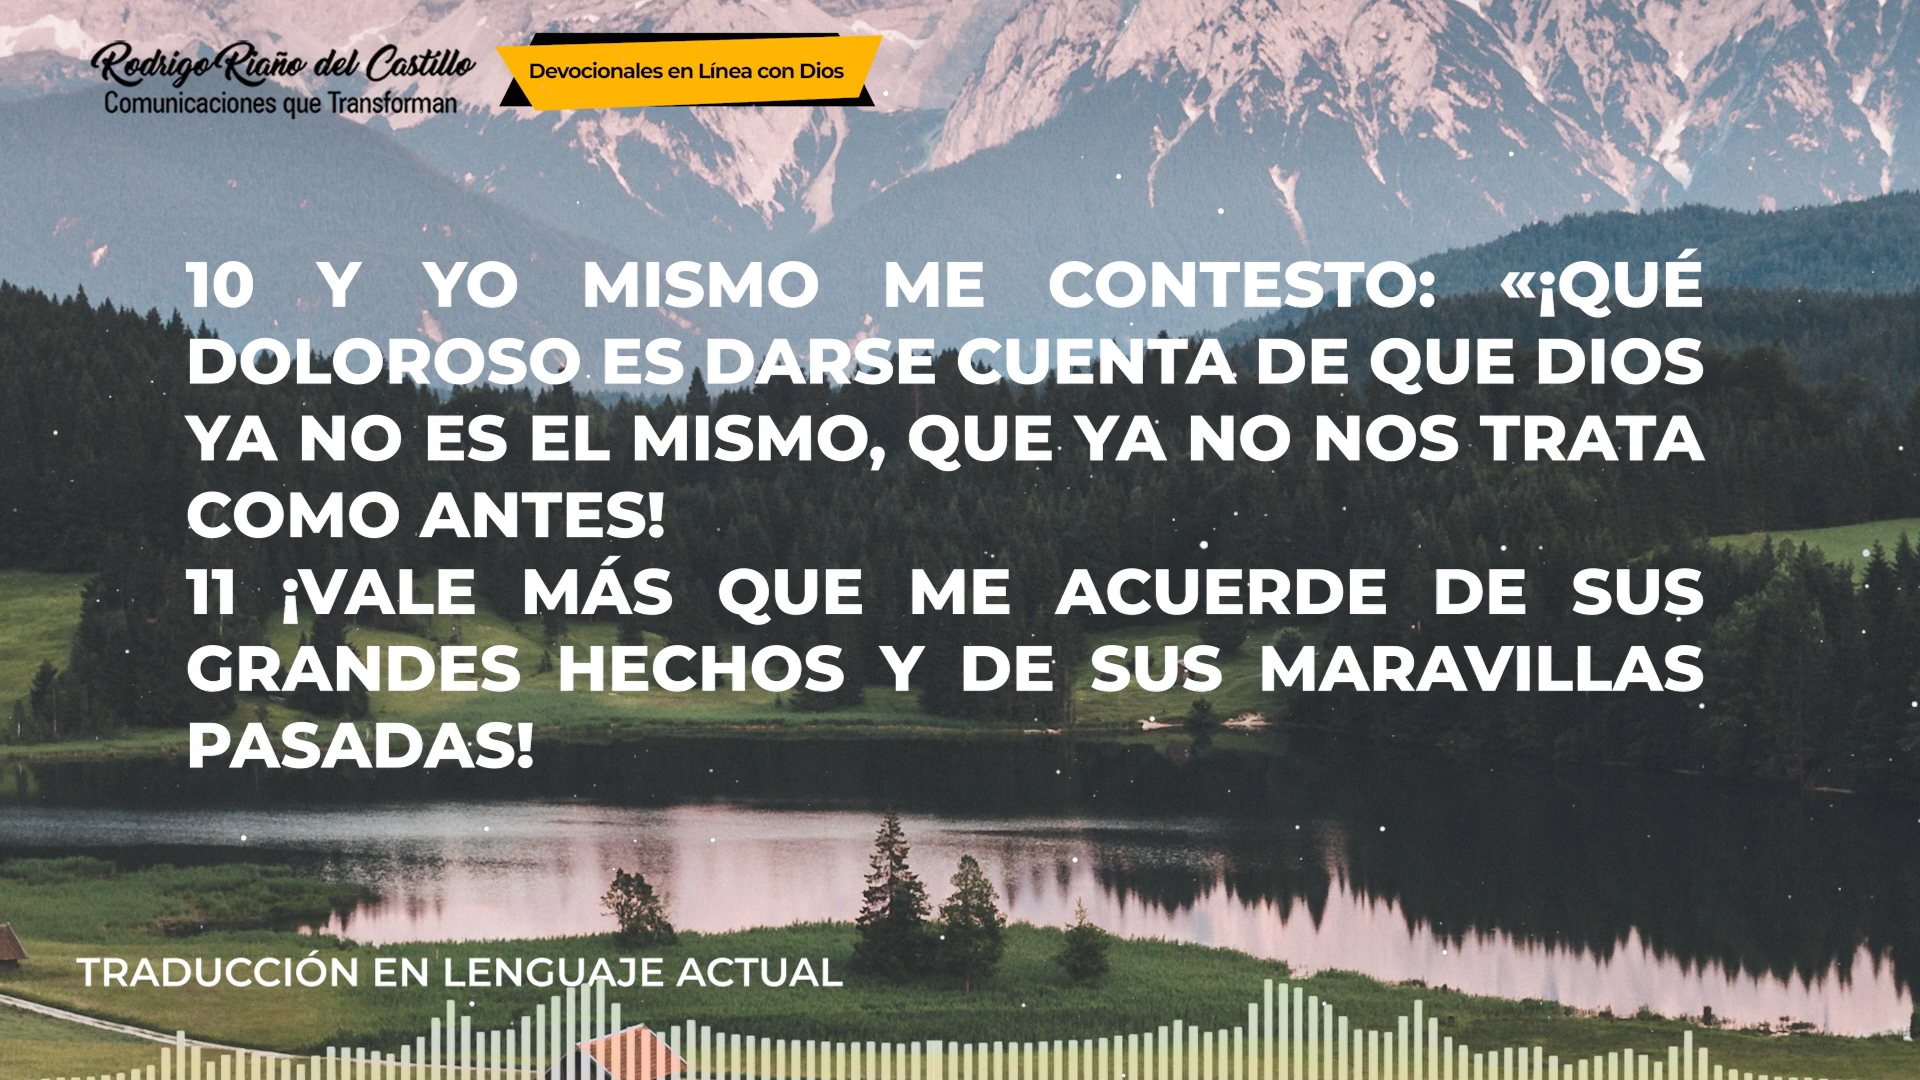 Rodrigo Riaño del Castillo
Comunicaciones que Transforman
Devocionales en Línea con Dios
10 Y YO MISMO ME CONTESTO: «¡QUÉ
DOLOROSO ES DARSE CUENTA DE QUE DIOS
YA NO ES EL MISMO, QUE YA NO NOS TRATA
COMO ANTES!
11 ¡VALE MÁS QUE ME ACUERDE DE SUS
GRANDES HECHOS Y DE SUS MARAVILLAS
PASADAS!
TRADUCCIÓN EN LENGUAJE ACTUAL